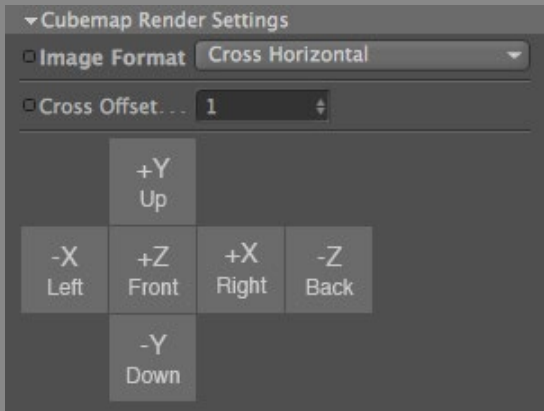 Cubemap Render Settings
Image Format Cross Horizontal
Cross Offset... 1
+Y
Up
-X +Z +X -Z
Left Front Right Back
-Y
Down